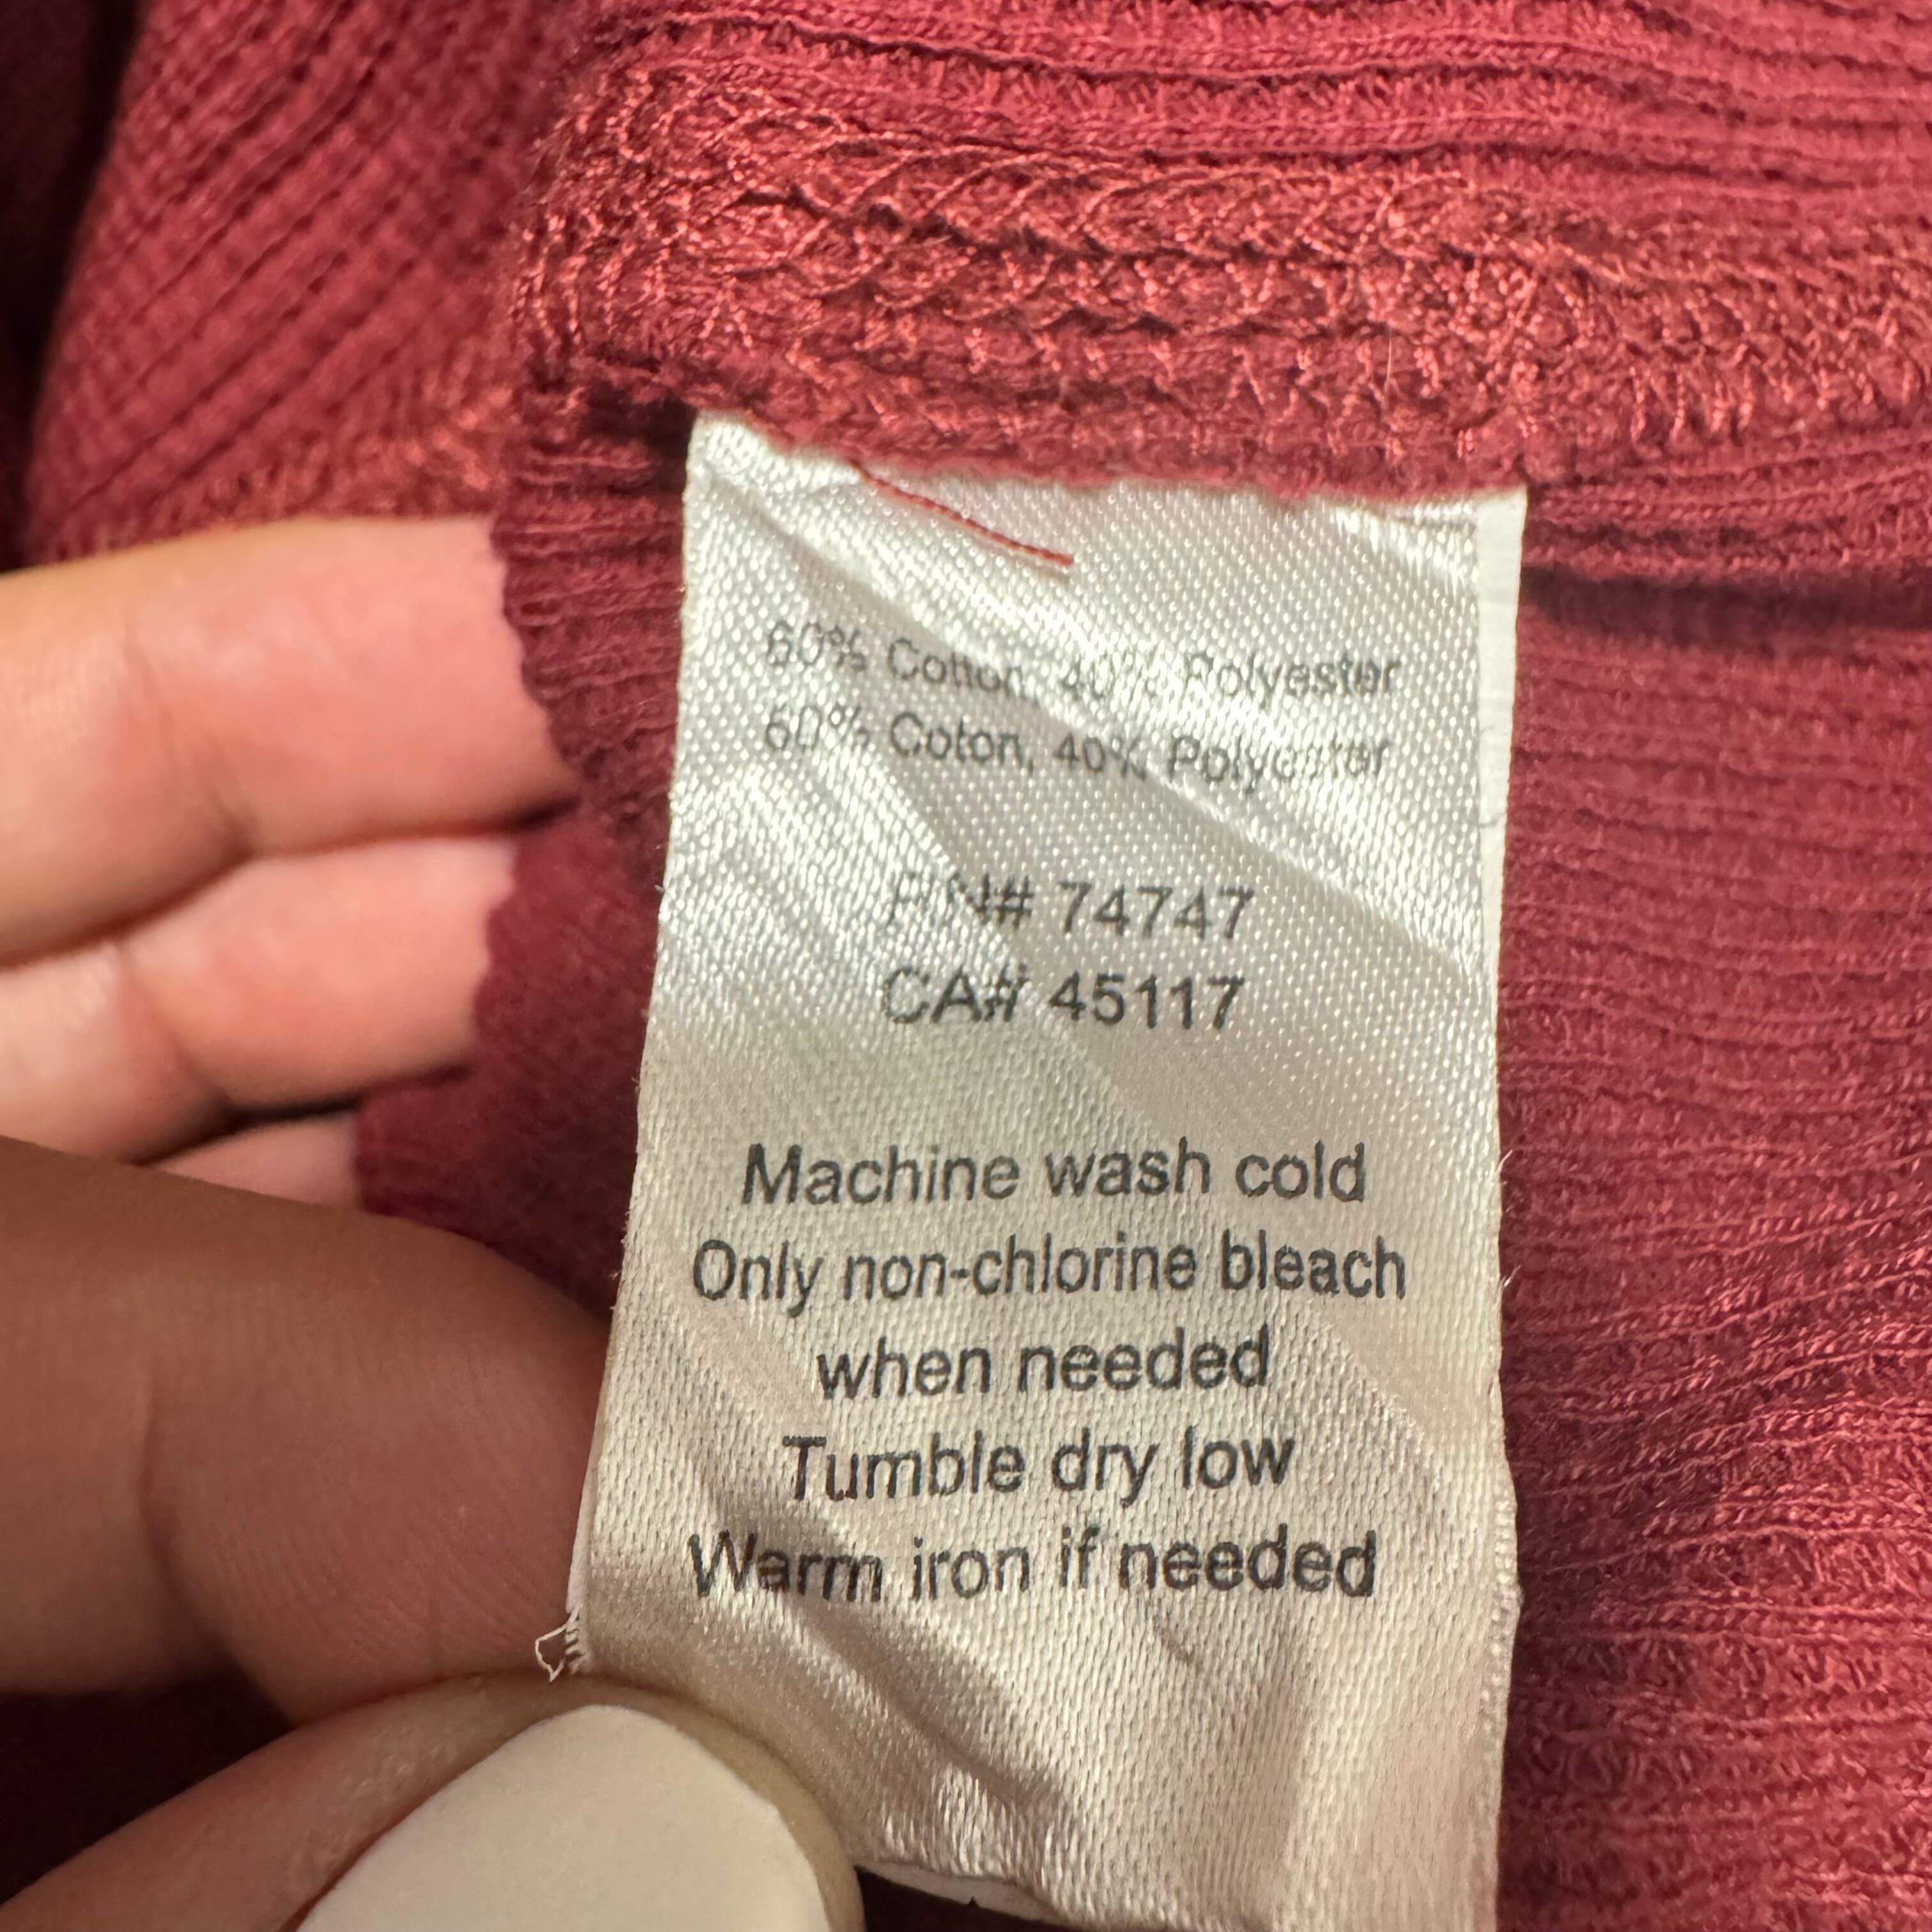 60% Cotton, 40% Polyester
60% Coton, 40% Polyester
RN# 74747
CA# 45117
Machine wash cold
Only non-chlorine bleach
when needed
Tumble dry low
Warm iron if needed